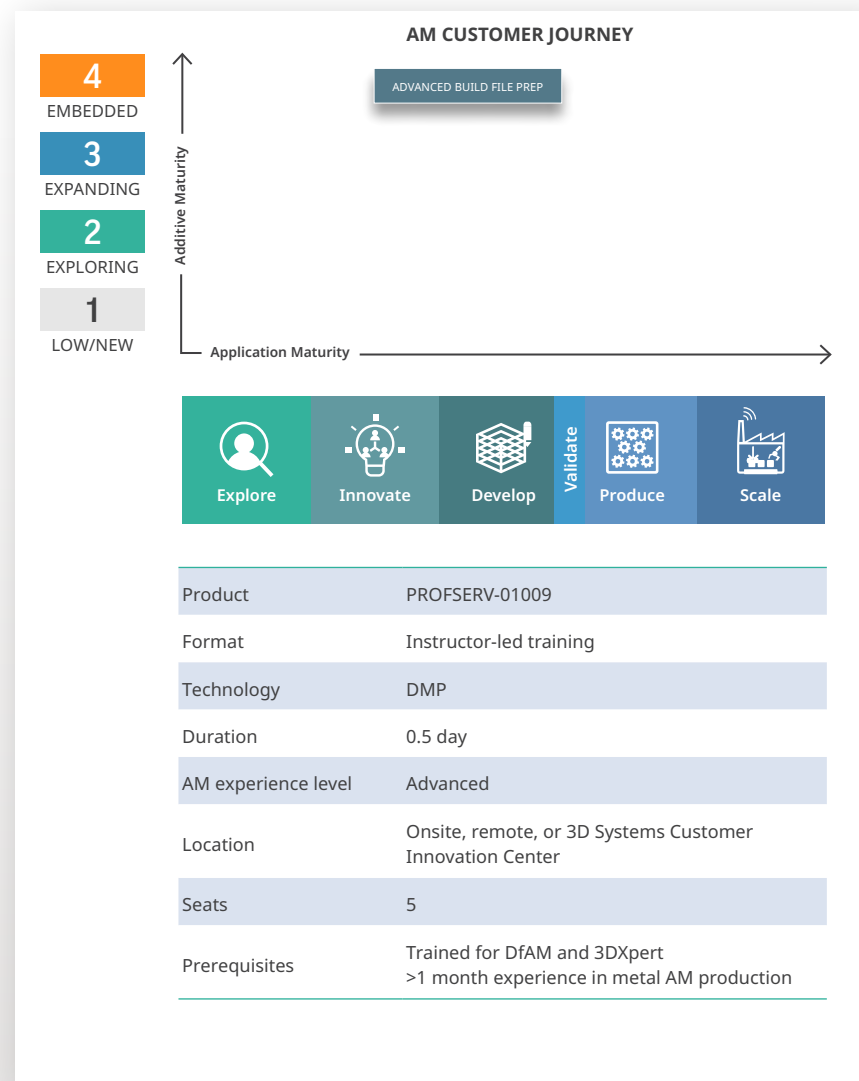 AM CUSTOMER JOURNEY
ADVANCED BUILD FILE PREP
4
EMBEDDED
3
EXPANDING
2
EXPLORING
1
LOW/NEW
Additive Maturity
Application Maturity
Explore
Innovate
Develop
Validate
Produce
Scale
Product PROFSERV-01009
Format Instructor-led training
Technology DMP
Duration 0.5 day
AM experience level Advanced
Location Onsite, remote, or 3D Systems Customer
Innovation Center
Seats 5
Prerequisites Trained for DfAM and 3DXpert
>1 month experience in metal AM production